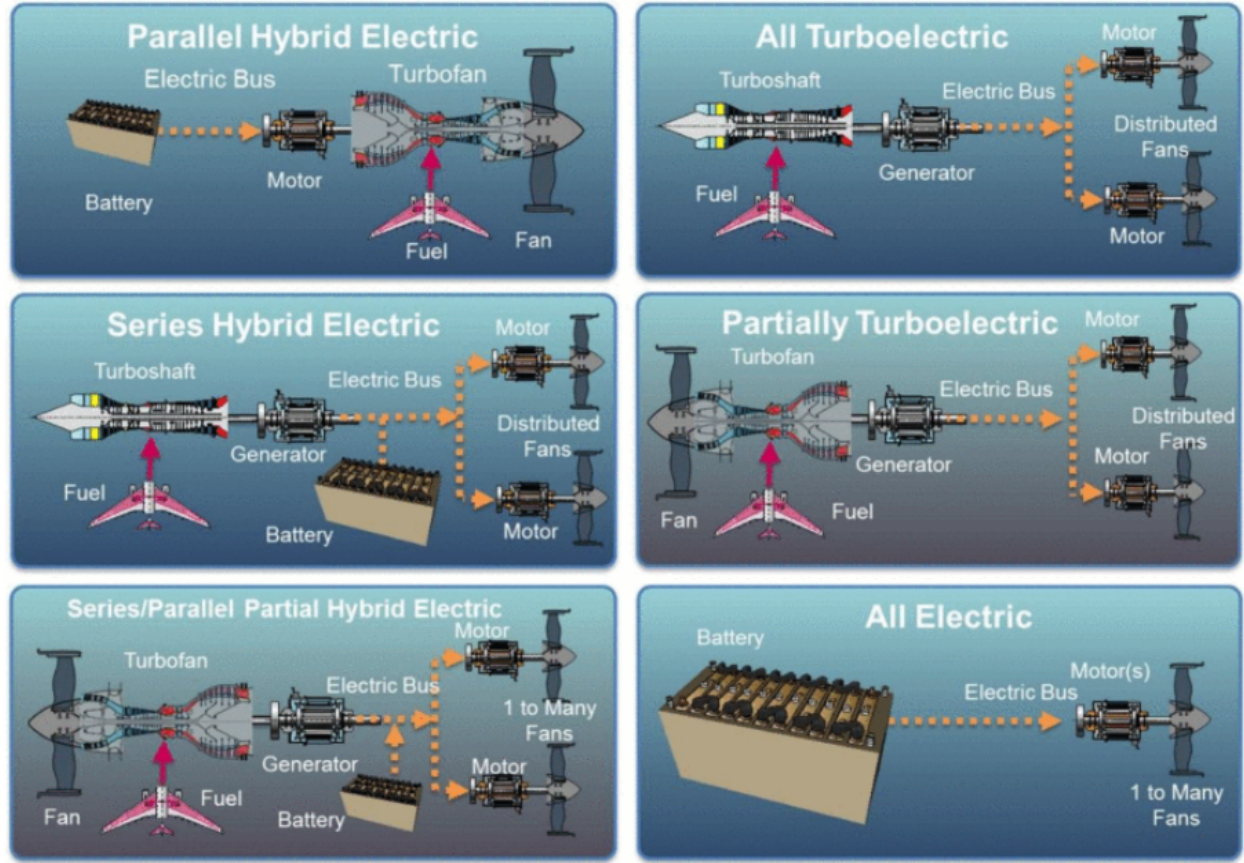 Parallel Hybrid Electric
Electric Bus
Turbofan
Battery
Motor
Fuel
Fan
All Turboelectric
Motor
Turboshaft
Electric Bus
Distributed
Fans
Generator
Fuel
Motor
Series Hybrid Electric
Motor
Turboshaft
Electric Bus
Distributed
Fans
Generator
Fuel
Battery
Motor
Partially Turboelectric
Motor
Turbofan
Electric Bus
Distributed
Fans
Generator
Motor
Fan
Fuel
Series/Parallel Partial Hybrid Electric
Motor
Turbofan
Electric Bus
1 to Many
Fans
Generator
Motor
Fuel
Fan
Battery
All Electric
Battery
Motor(s)
Electric Bus
1 to Many
Fans